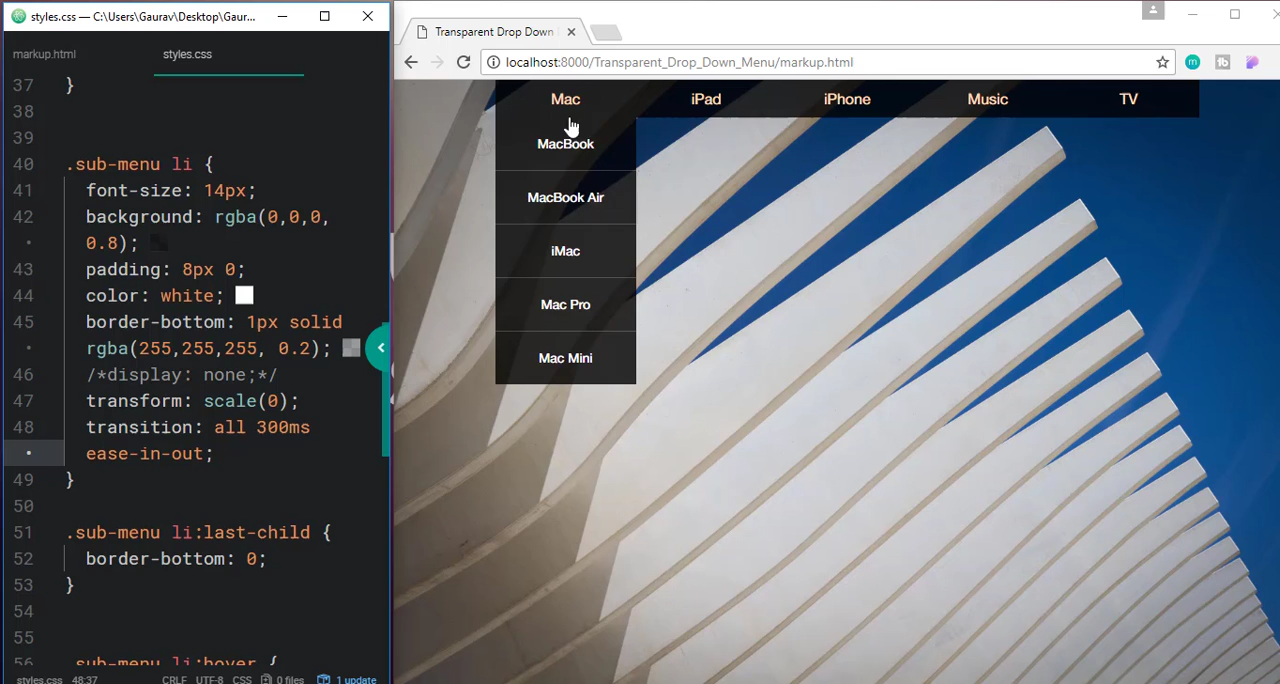 styles.css — C:\Users\Gaurav\Desktop\Gaur...
markup.html
styles.css
37 }
38
39
40 .sub-menu li {
41 font-size: 14px;
42 background: rgba(0,0,0,
0.8);
43 padding: 8px 0;
44 color: white;
45 border-bottom: 1px solid
rgba(255,255,255, 0.2);
46 /*display: none;*/
47 transform: scale(0);
48 transition: all 300ms
ease-in-out;
49 }
50
51 .sub-menu li:last-child {
52 border-bottom: 0;
53 }
54
55
56 .sub-menu li:hover {
styles.css 48:37 CRLF UTF-8 CSS 0 files 1 update
Transparent Drop Down
localhost:8000/Transparent_Drop_Down_Menu/markup.html
m
Mac iPad iPhone Music TV
MacBook
MacBook Air
iMac
Mac Pro
Mac Mini